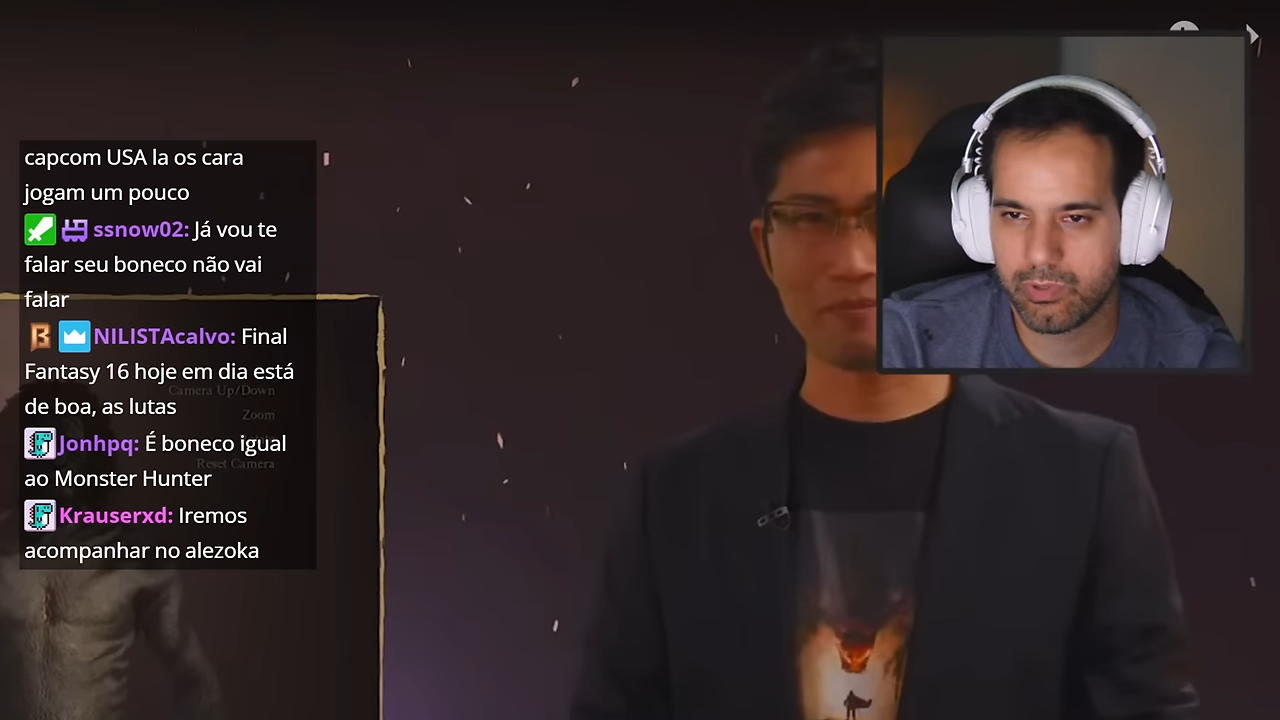 capcom USA la os cara
jogam um pouco
ssnow02: Já vou te
falar seu boneco não vai
falar
NILISTAcalvo: Final
Fantasy 16 hoje em dia está
de boa, as lutas
Camera Up/Down
Zoom
Jonhpq: É boneco igual
ao Monster Hunter
Reset Camera
Krauserxd: Iremos
acompanhar no alezoka